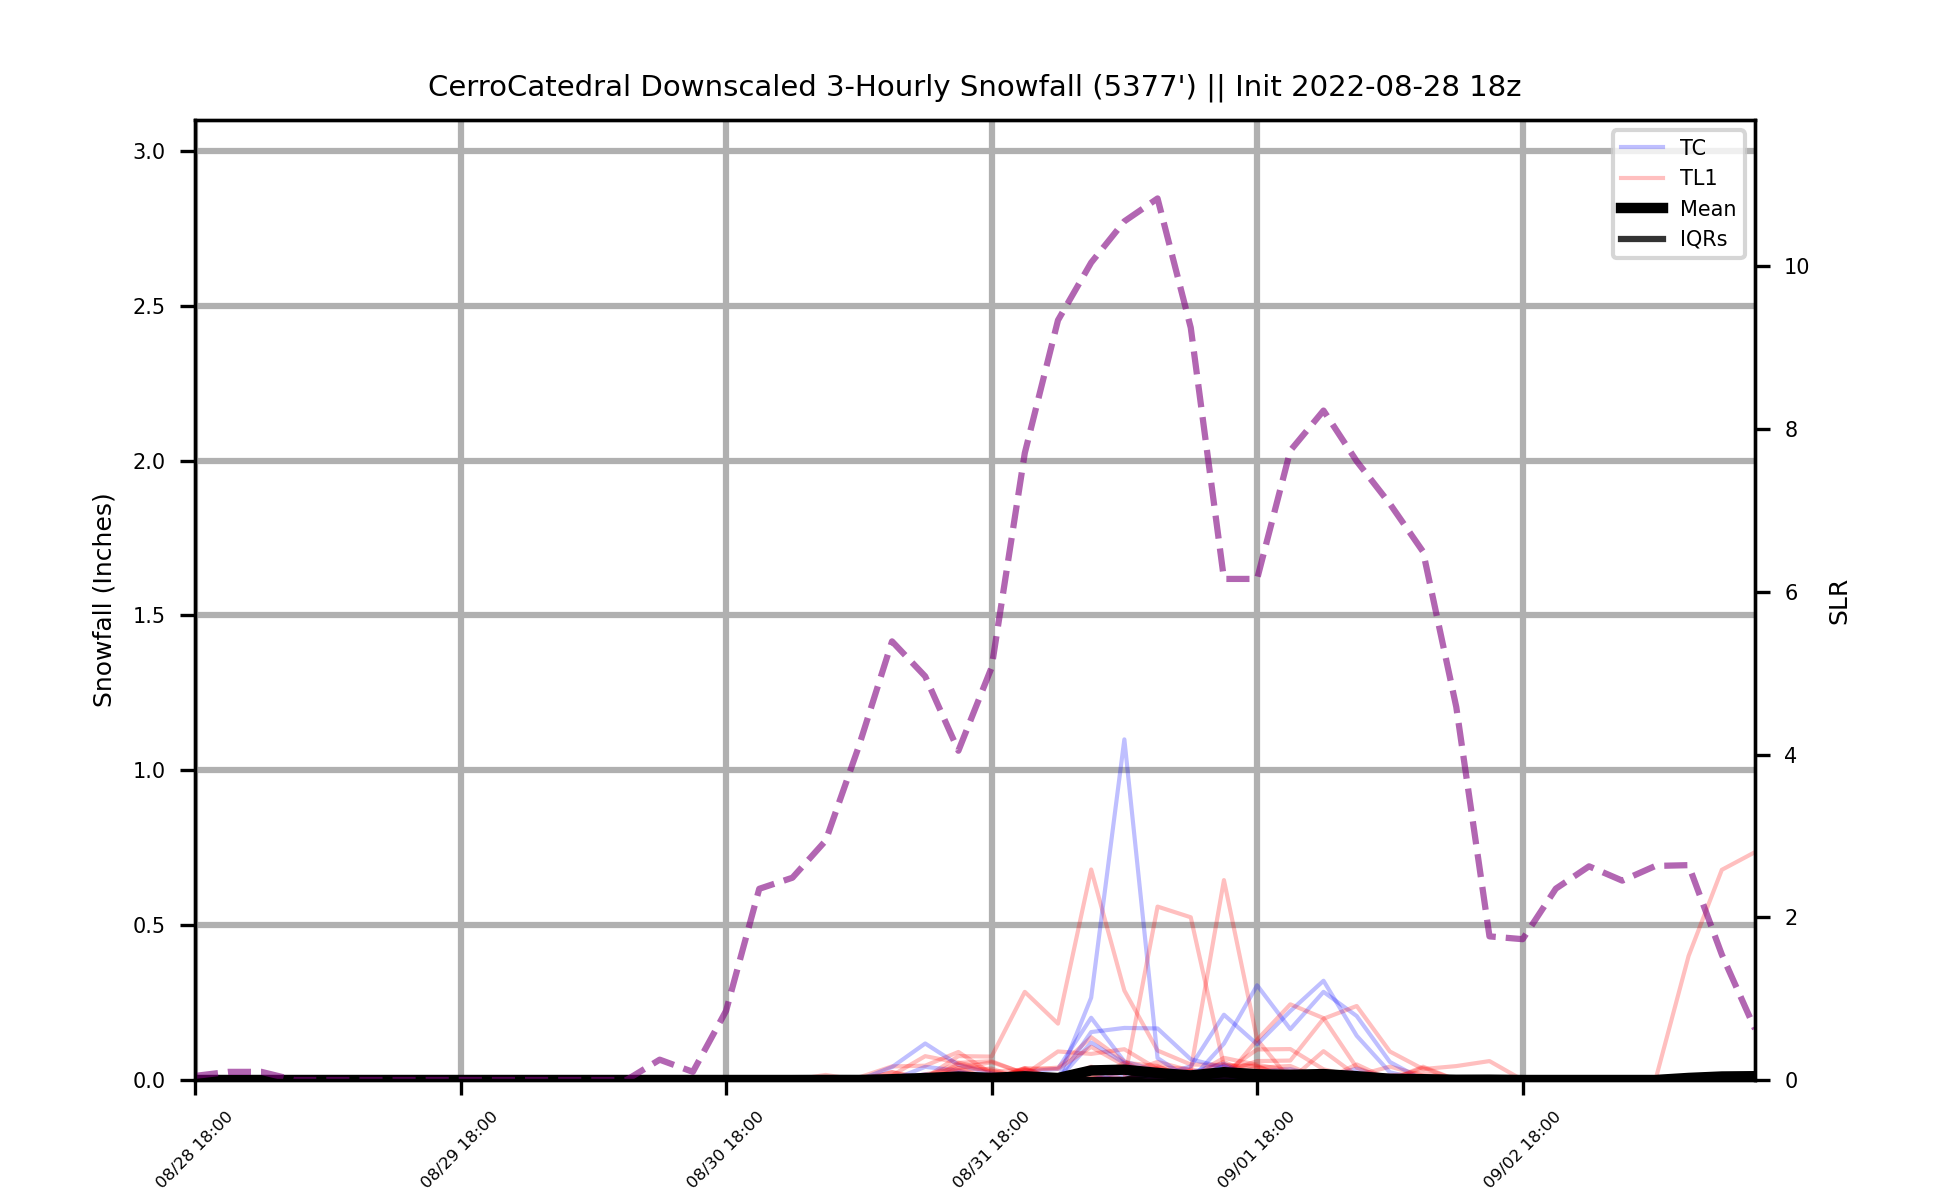 CerroCatedral Downscaled 3-Hourly Snowfall (5377') || Init 2022-08-28 18z
TC
TL1
Mean
IQRs
Snowfall (Inches)
3.0
2.5
2.0
1.5
1.0
0.5
0.0
10
8
6
4
2
0
SLR
08/28 18:00
08/29 18:00
08/30 18:00
08/31 18:00
09/01 18:00
09/02 18:00